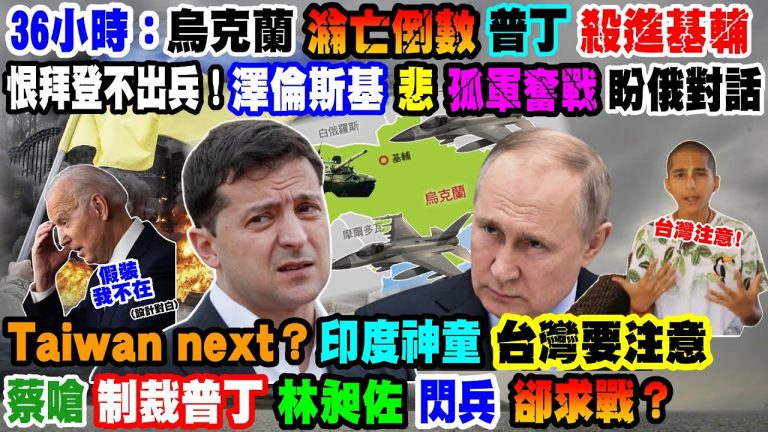 36小時：烏克蘭 滃亡倒數 普丁 殺進基輔
恨拜登不出兵！澤倫斯基 悲 孤軍奮戰 盼俄對話
白俄羅斯
基輔
烏克蘭
摩爾多瓦
假裝
我不在
(設計對白)
台灣注意!
Taiwan next？印度神童 台灣要注意
蔡嗆 制裁普丁 林昶佐 閃兵 卻求戰？